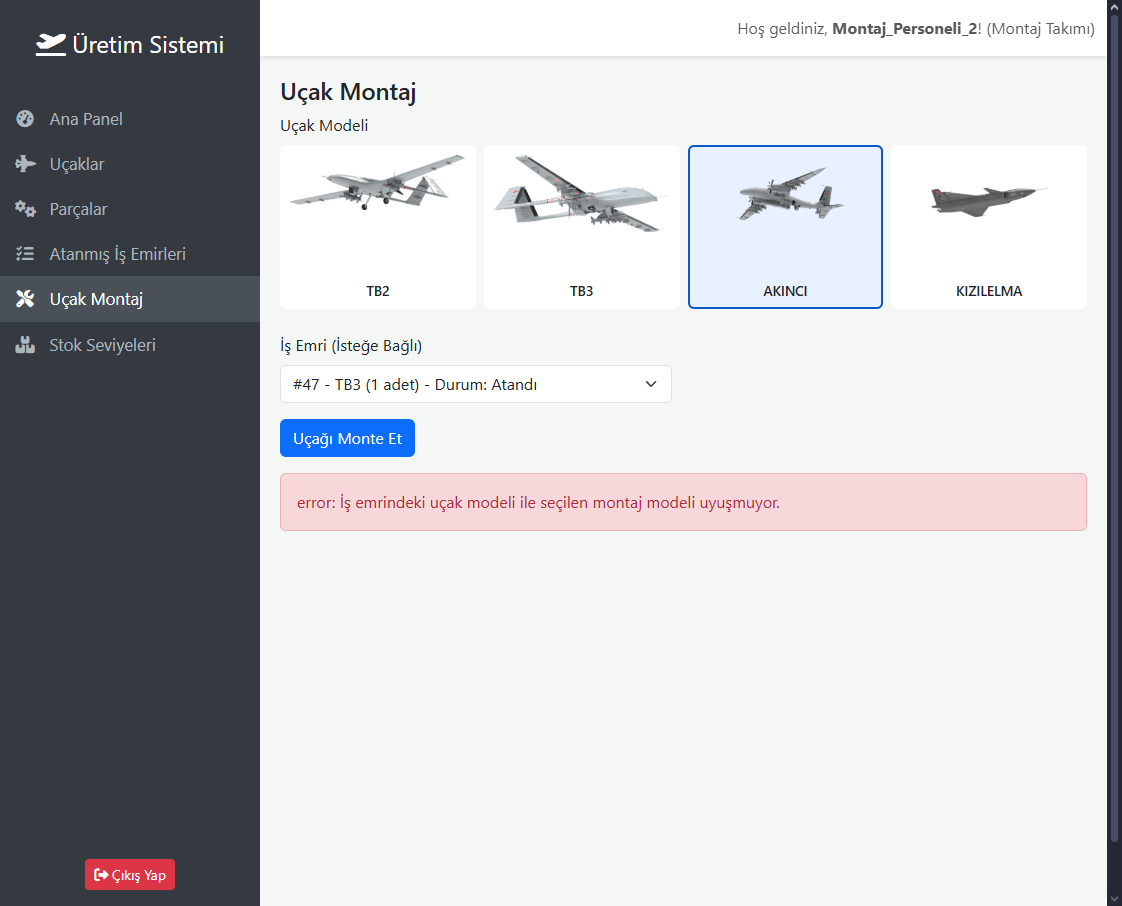 Üretim Sistemi
Hoş geldiniz, Montaj_Personeli_2! (Montaj Takımı)
Ana Panel
Uçaklar
Parçalar
Atanmış İş Emirleri
Uçak Montaj
Stok Seviyeleri
Çıkış Yap
Uçak Montaj
Uçak Modeli
TB2
TB3
AKINCI
KIZILELMA
İş Emri (İsteğe Bağlı)
#47 - TB3 (1 adet) - Durum: Atandı
Uçağı Monte Et
error: İş emrindeki uçak modeli ile seçilen montaj modeli uyuşmuyor.